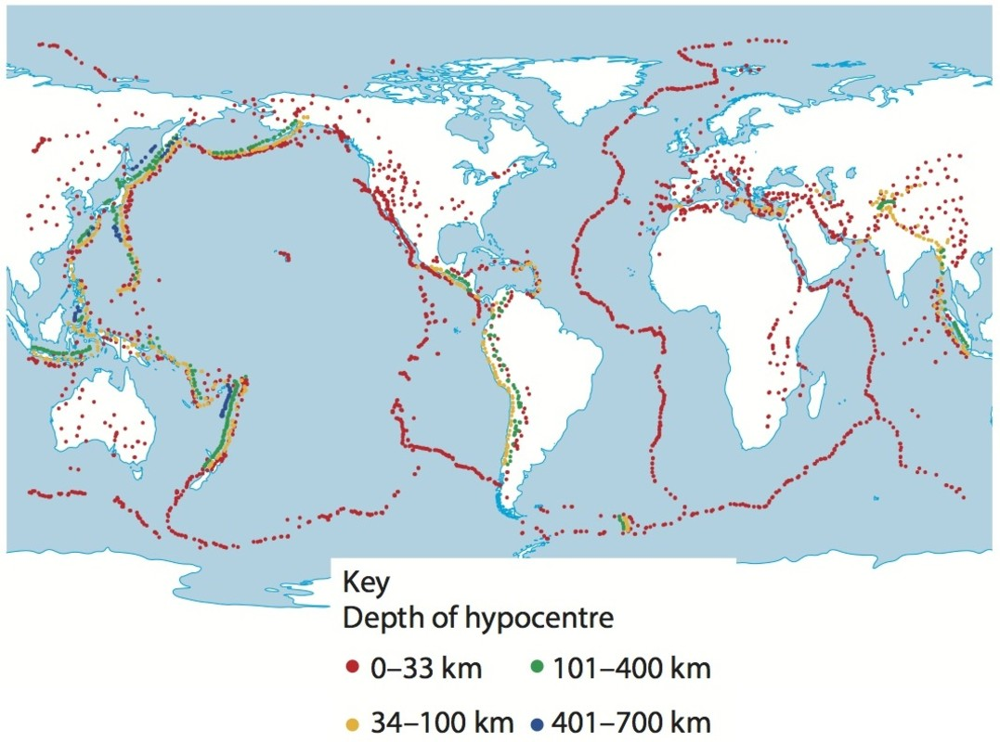 Key
Depth of hypocentre
0–33 km 101–400 km
34–100 km 401–700 km